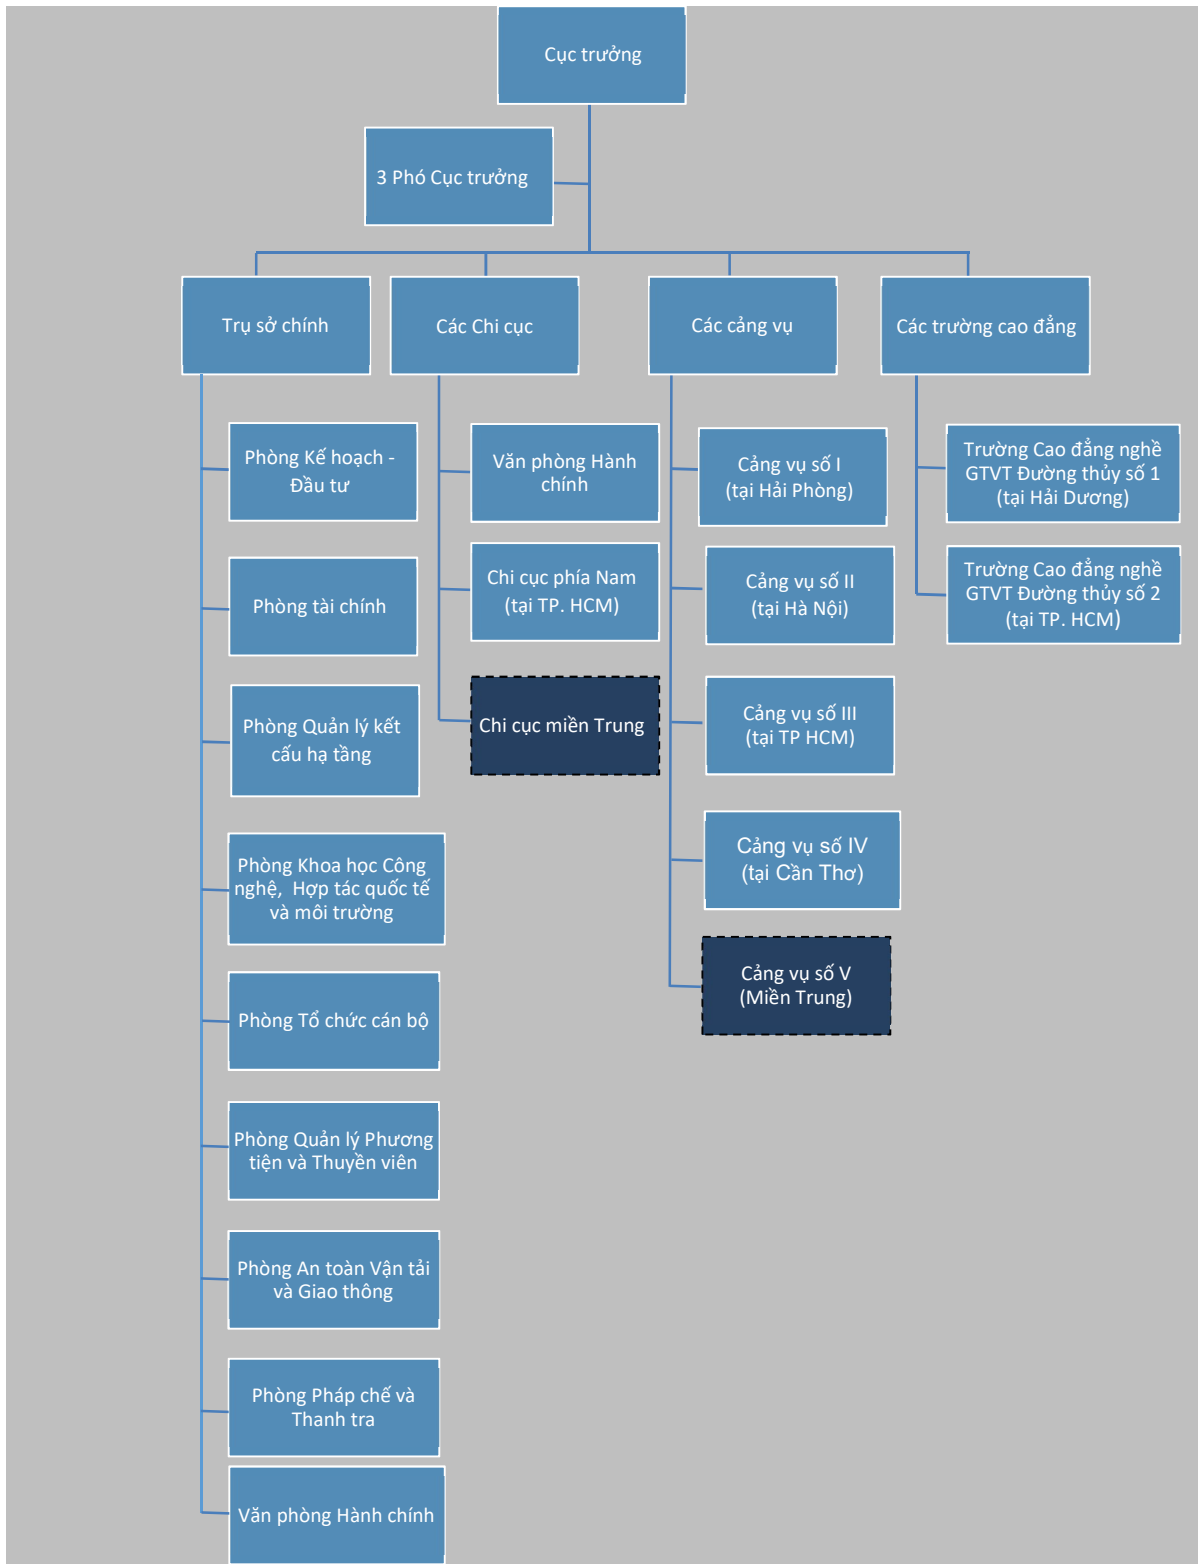 Cục trưởng
3 Phó Cục trưởng
Trụ sở chính
Các Chi cục
Các cảng vụ
Các trường cao đẳng
Phòng Kế hoạch -
Đầu tư
Phòng tài chính
Phòng Quản lý kết
cấu hạ tầng
Phòng Khoa học Công
nghệ, Hợp tác quốc tế
và môi trường
Phòng Tổ chức cán bộ
Phòng Quản lý Phương
tiện và Thuyền viên
Phòng An toàn Vận tải
và Giao thông
Phòng Pháp chế và
Thanh tra
Văn phòng Hành chính
Văn phòng Hành
chính
Chi cục phía Nam
(tại TP. HCM)
Chi cục miền Trung
Cảng vụ số I
(tại Hải Phòng)
Cảng vụ số II
(tại Hà Nội)
Cảng vụ số III
(tại TP HCM)
Cảng vụ số IV
(tại Cần Thơ)
Cảng vụ số V
(Miền Trung)
Trường Cao đẳng nghề
GTVT Đường thủy số 1
(tại Hải Dương)
Trường Cao đẳng nghề
GTVT Đường thủy số 2
(tại TP. HCM)